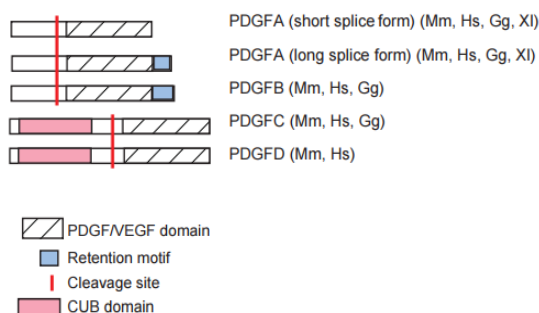 PDGFA (short splice form) (Mm, Hs, Gg, Xl)
PDGFA (long splice form) (Mm, Hs, Gg, Xl)
PDGFB (Mm, Hs, Gg)
PDGFC (Mm, Hs, Gg)
PDGFD (Mm, Hs)
PDGF/VEGF domain
Retention motif
Cleavage site
CUB domain